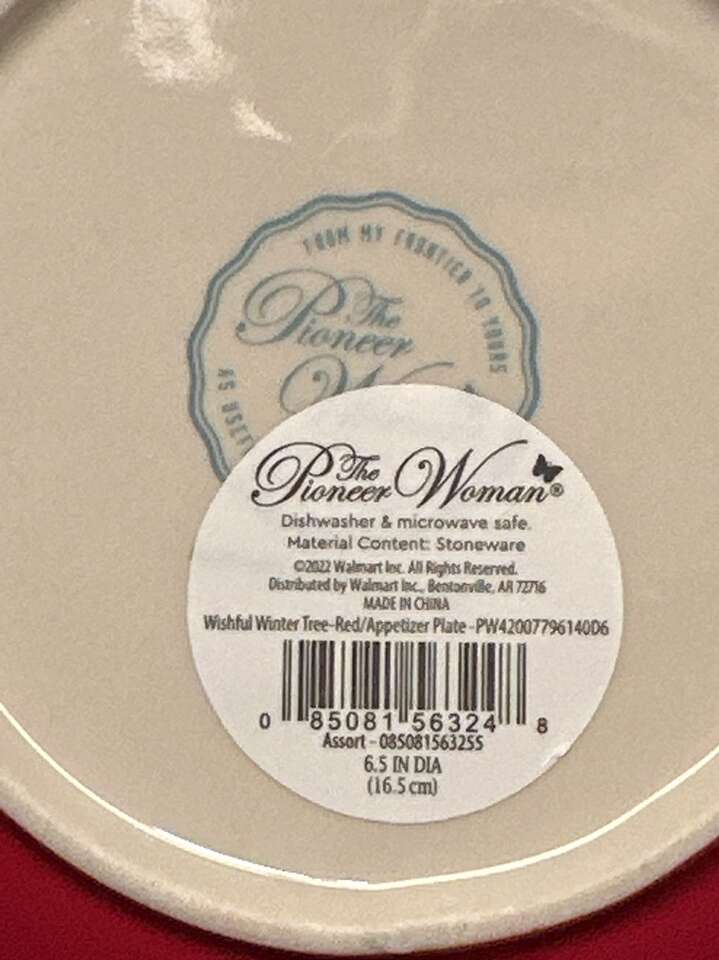 FROM MY FRONTIER TO YOURS
The
Pioneer
The
Pioneer Woman®
Dishwasher & microwave safe.
Material Content: Stoneware
©2022 Walmart Inc. All Rights Reserved.
Distributed by Walmart Inc., Bentonville, AR 72716
MADE IN CHINA
Wishful Winter Tree-Red/Appetizer Plate -PW42007796140D6
0 85081 56324 8
Assort - 085081563255
6.5 IN DIA
(16.5 cm)